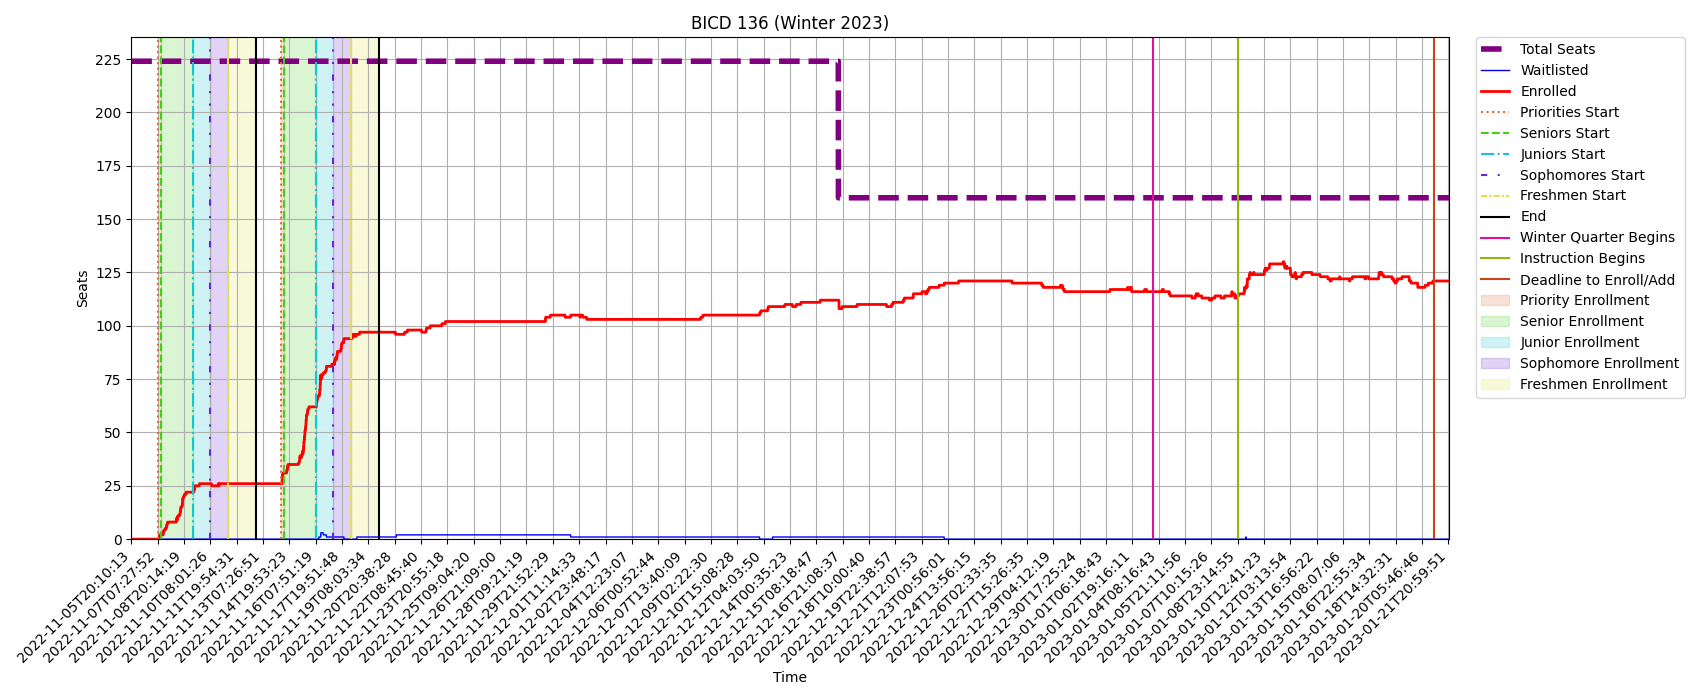 BICD 136 (Winter 2023)
Seats
225
200
175
150
125
100
75
50
25
0
2022-11-05T20:10:13
2022-11-07T07:27:52
2022-11-08T20:14:19
2022-11-10T08:01:26
2022-11-11T19:54:31
2022-11-13T07:26:51
2022-11-14T19:53:23
2022-11-16T07:51:19
2022-11-17T19:51:48
2022-11-19T08:03:34
2022-11-20T20:38:28
2022-11-22T08:45:40
2022-11-23T20:55:18
2022-11-25T09:04:20
2022-11-26T21:09:00
2022-11-28T09:21:19
2022-11-29T21:52:29
2022-12-01T11:14:33
2022-12-02T23:48:17
2022-12-04T12:23:07
2022-12-06T00:52:44
2022-12-07T13:40:09
2022-12-09T02:22:30
2022-12-10T15:08:28
2022-12-12T04:03:50
2022-12-14T00:35:23
2022-12-15T08:18:47
2022-12-16T21:08:37
2022-12-18T10:00:40
2022-12-19T22:38:57
2022-12-21T12:07:53
2022-12-23T00:56:01
2022-12-24T13:56:15
2022-12-26T02:33:35
2022-12-27T15:26:35
2022-12-29T04:12:19
2022-12-30T17:25:24
2023-01-01T06:18:43
2023-01-02T19:16:11
2023-01-04T08:16:43
2023-01-05T21:11:56
2023-01-07T10:15:26
2023-01-08T23:14:55
2023-01-10T12:41:23
2023-01-12T03:13:54
2023-01-13T16:56:22
2023-01-15T08:07:06
2023-01-16T22:55:34
2023-01-18T14:32:31
2023-01-20T05:46:46
2023-01-21T20:59:51
Time
Total Seats
Waitlisted
Enrolled
Priorities Start
Seniors Start
Juniors Start
Sophomores Start
Freshmen Start
End
Winter Quarter Begins
Instruction Begins
Deadline to Enroll/Add
Priority Enrollment
Senior Enrollment
Junior Enrollment
Sophomore Enrollment
Freshmen Enrollment